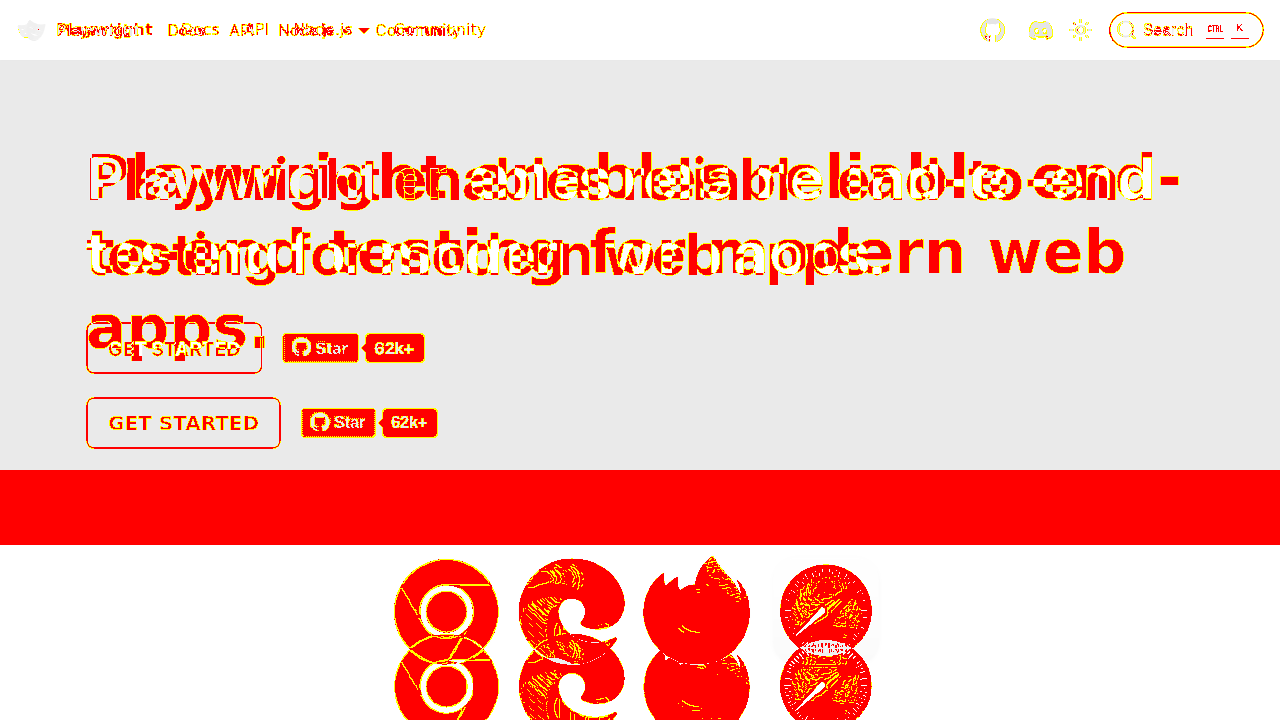 Playwright Docs API Node.js Community Search CTRL K
Playwright enables reliable end-to-end testing for modern web apps.
GET STARTED Star 62k+
GET STARTED Star 62k+